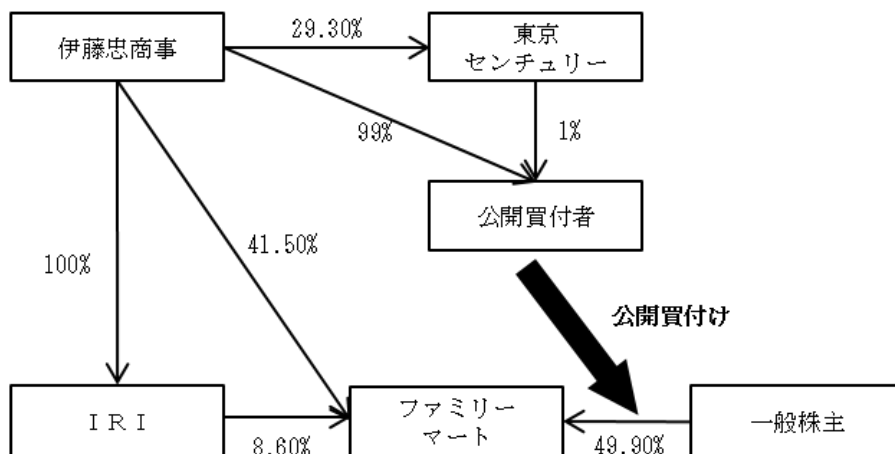 29.30%
伊藤忠商事
東京
センチュリー
99%
1%
公開買付者
100%
41.50%
公開買付け
ＩＲＩ
8.60%
ファミリー
マート
49.90%
一般株主